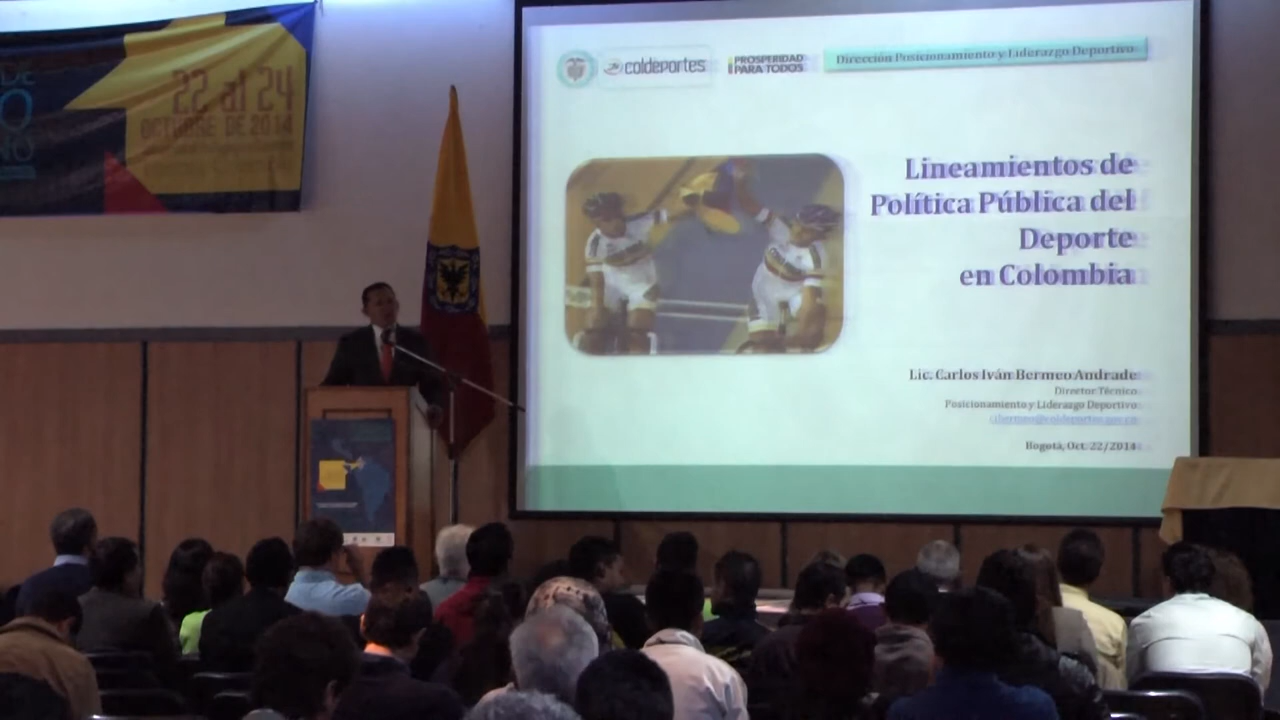 22 al 24
OCTUBRE DE 2014
coldeportes
PROSPERIDAD
PARA TODOS
Dirección Posicionamiento y Liderazgo Deportivo
Lineamientos de
Política Pública del
Deporte
en Colombia
Lic. Carlos Iván Bermeo Andrade
Director Técnico
Posicionamiento y Liderazgo Deportivo
Bogotá, Oct. 22/2014